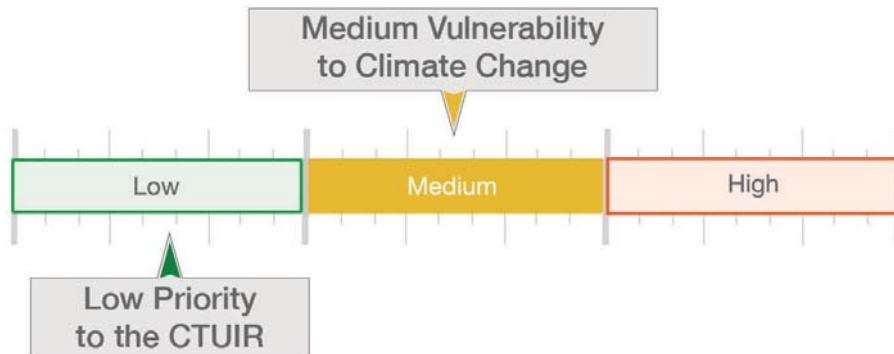 Medium Vulnerability
to Climate Change
Low
Medium
High
Low Priority
to the CTUIR